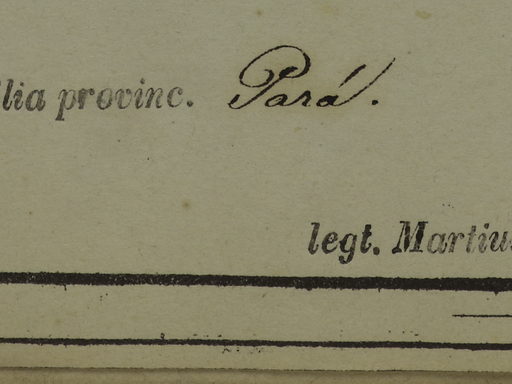 lia provinc. Pará.
legt. Martiu